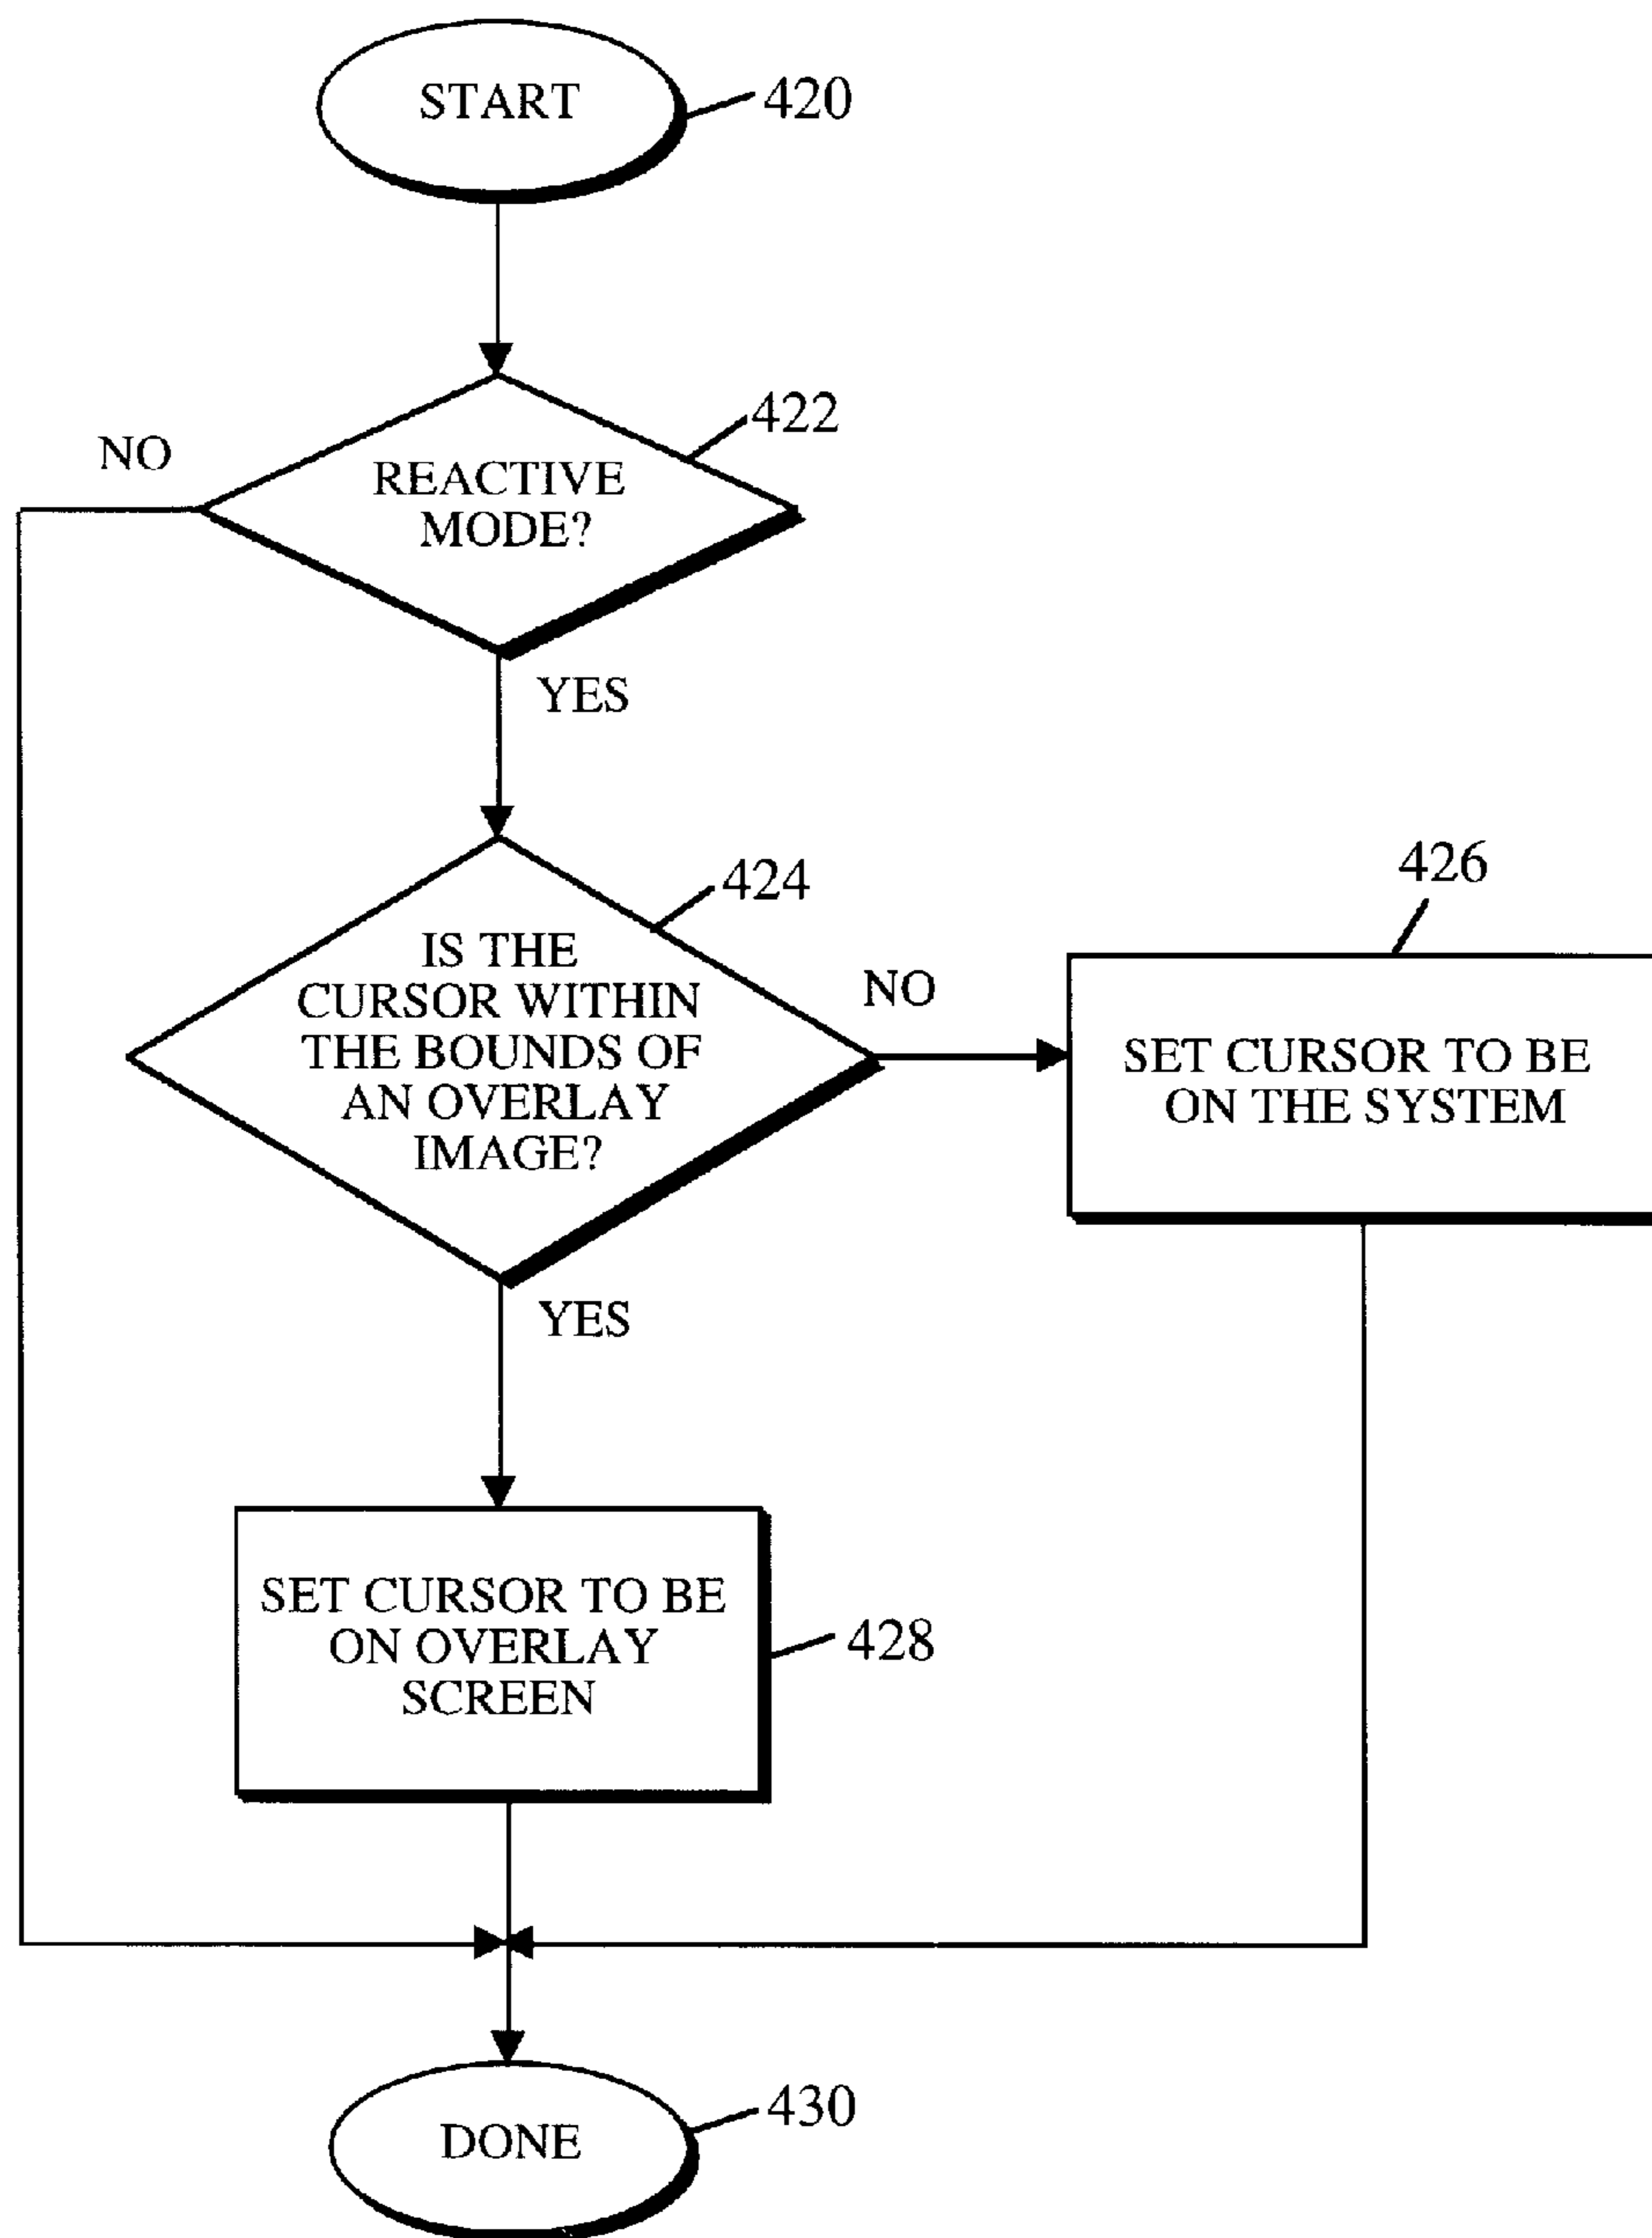 START
420
422
NO
REACTIVE
MODE?
YES
424
426
IS THE
CURSOR WITHIN
THE BOUNDS OF
AN OVERLAY
IMAGE?
NO
SET CURSOR TO BE
ON THE SYSTEM
YES
SET CURSOR TO BE
ON OVERLAY
SCREEN
428
DONE
430